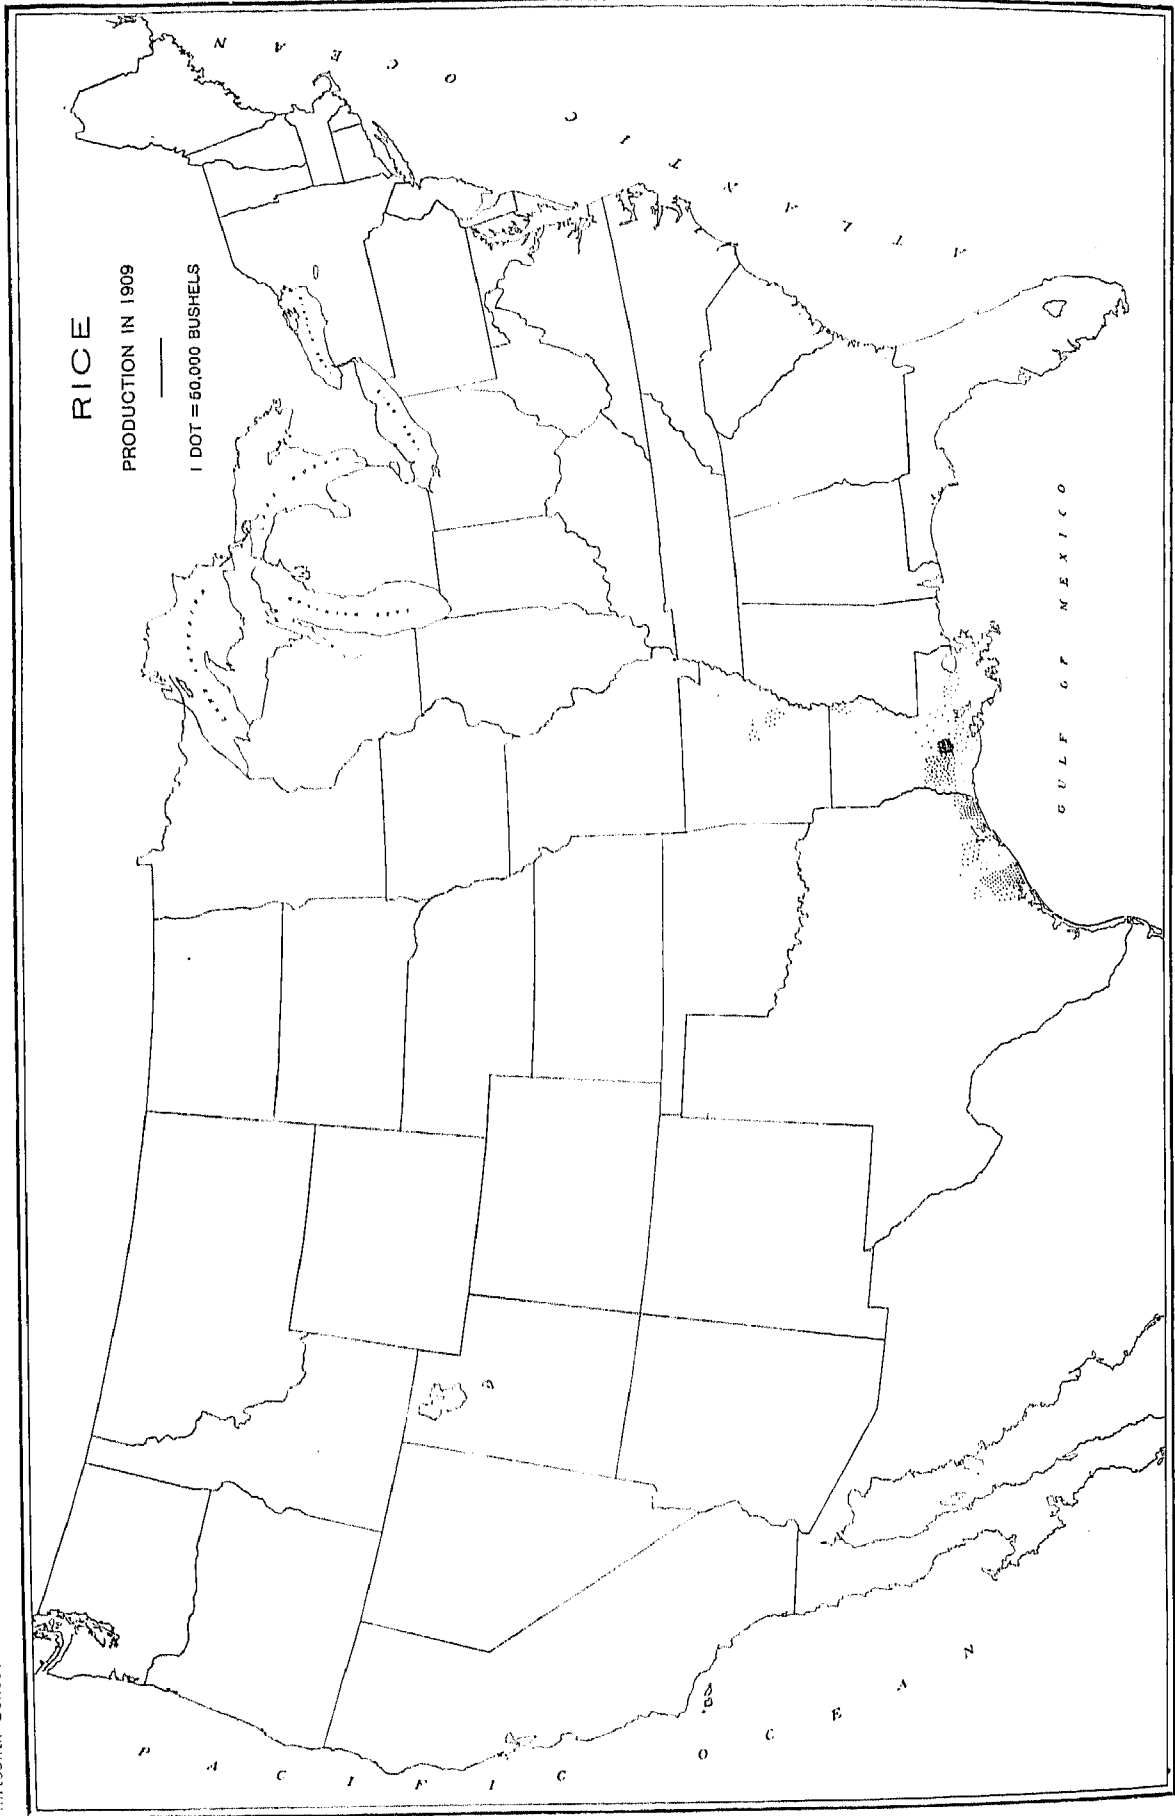 RICE
PRODUCTION IN 1909
1 DOT = 50,000 BUSHELS
ATLANTIC OCEAN
GULF OF MEXICO
PACIFIC OCEAN